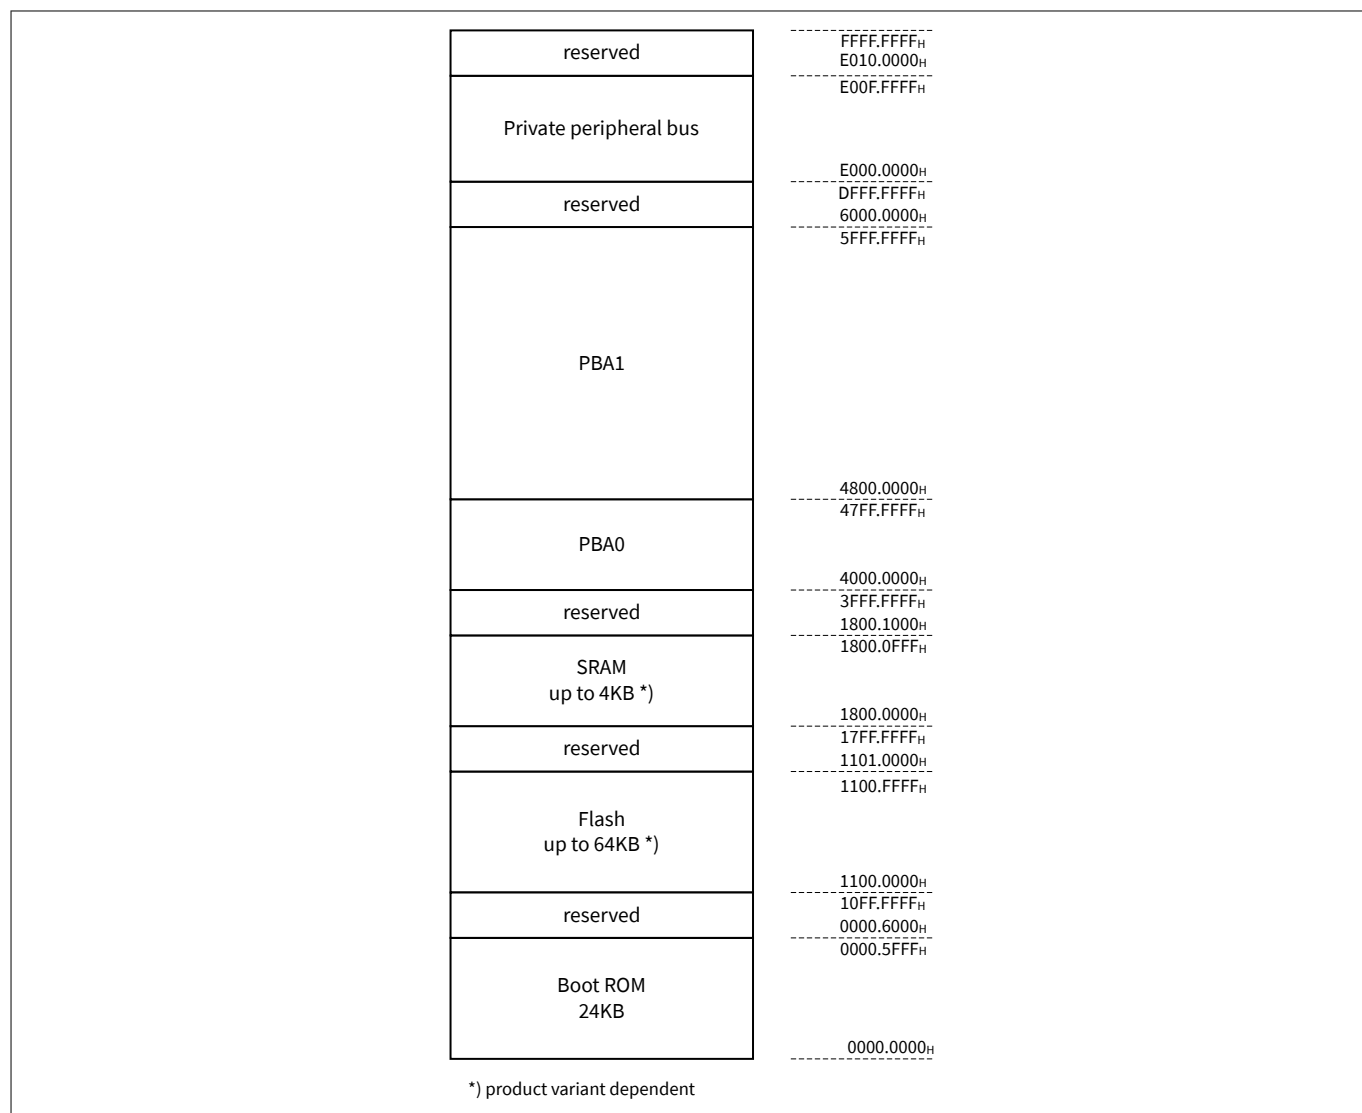 reserved
FFFF.FFFFH
E010.0000H
E00F.FFFFH
Private peripheral bus
E000.0000H
DFFF.FFFFH
reserved
6000.0000H
5FFF.FFFFH
PBA1
4800.0000H
47FF.FFFFH
PBA0
4000.0000H
3FFF.FFFFH
reserved
1800.1000H
1800.0FFFH
SRAM
up to 4KB *)
1800.0000H
17FF.FFFFH
reserved
1101.0000H
1100.FFFFH
Flash
up to 64KB *)
1100.0000H
10FF.FFFFH
reserved
0000.6000H
0000.5FFFH
Boot ROM
24KB
0000.0000H
*) product variant dependent